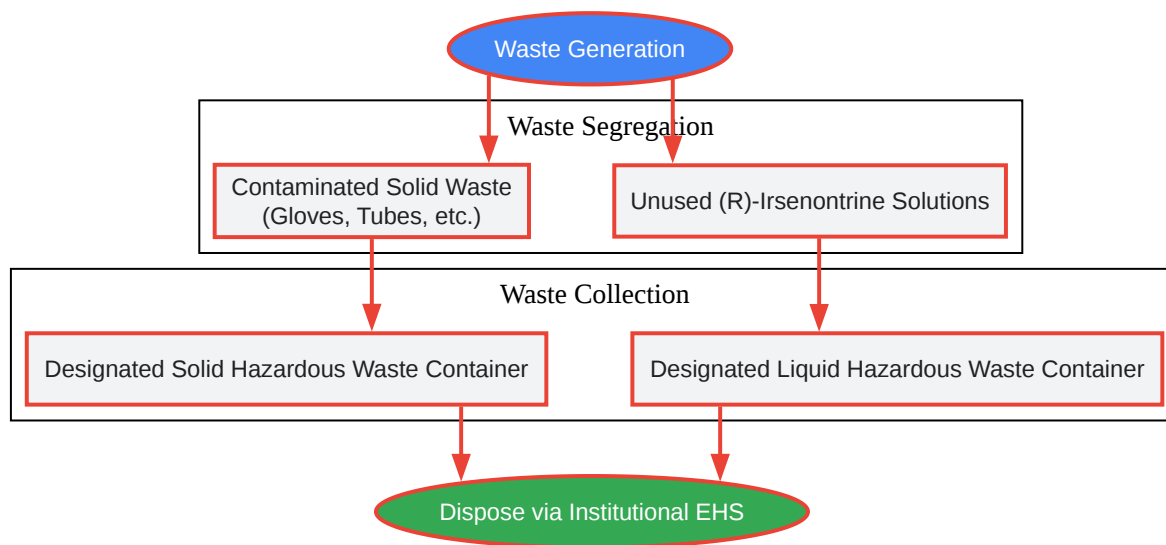 Waste Generation
Waste Segregation
Contaminated Solid Waste
(Gloves, Tubes, etc.)
Unused (R)-Irsenontrine Solutions
Waste Collection
Designated Solid Hazardous Waste Container
Designated Liquid Hazardous Waste Container
Dispose via Institutional EHS